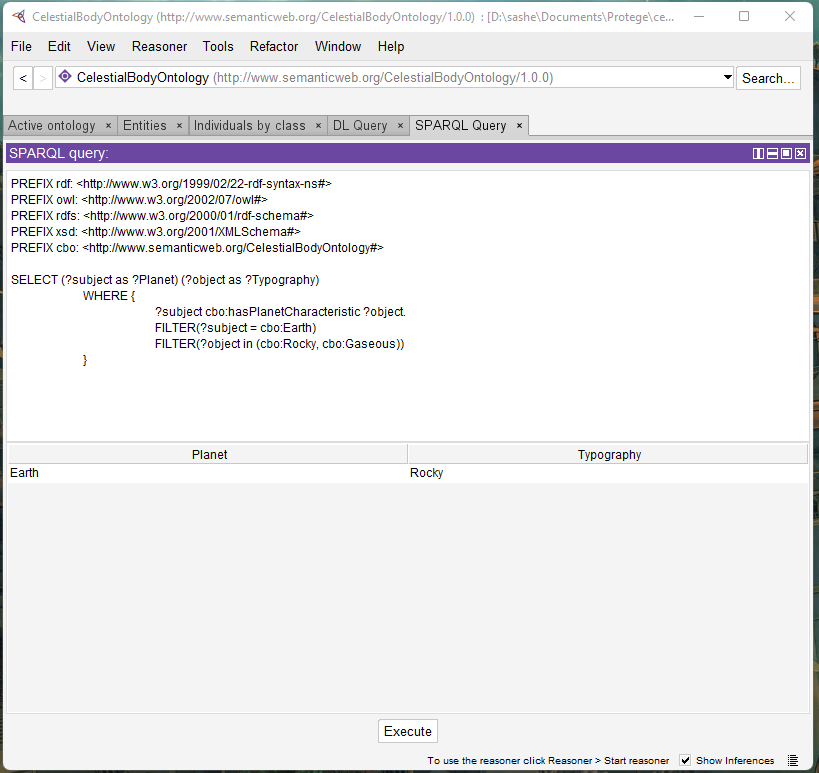 CelestialBodyOntology (http://www.semanticweb.org/CelestialBodyOntology/1.0.0) : [D:\sashe\Documents\Protege\ce...
File Edit View Reasoner Tools Refactor Window Help
< > CelestialBodyOntology (http://www.semanticweb.org/CelestialBodyOntology/1.0.0) Search...
Active ontology × Entities × Individuals by class × DL Query × SPARQL Query ×
SPARQL query:
PREFIX rdf: <http://www.w3.org/1999/02/22-rdf-syntax-ns#>
PREFIX owl: <http://www.w3.org/2002/07/owl#>
PREFIX rdfs: <http://www.w3.org/2000/01/rdf-schema#>
PREFIX xsd: <http://www.w3.org/2001/XMLSchema#>
PREFIX cbo: <http://www.semanticweb.org/CelestialBodyOntology#>
SELECT (?subject as ?Planet) (?object as ?Typography)
WHERE {
?subject cbo:hasPlanetCharacteristic ?object.
FILTER(?subject = cbo:Earth)
FILTER(?object in (cbo:Rocky, cbo:Gaseous))
}
Planet Typography
Earth Rocky
Execute
To use the reasoner click Reasoner > Start reasoner Show Inferences